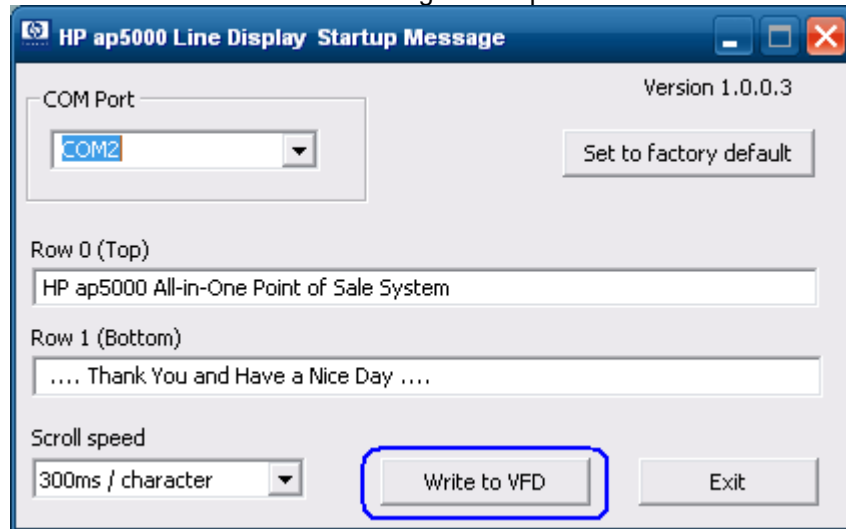 HP ap5000 Line Display Startup Message
Version 1.0.0.3
COM Port
COM2
Set to factory default
Row 0 (Top)
HP ap5000 All-in-One Point of Sale System
Row 1 (Bottom)
.... Thank You and Have a Nice Day ....
Scroll speed
300ms / character
Write to VFD
Exit